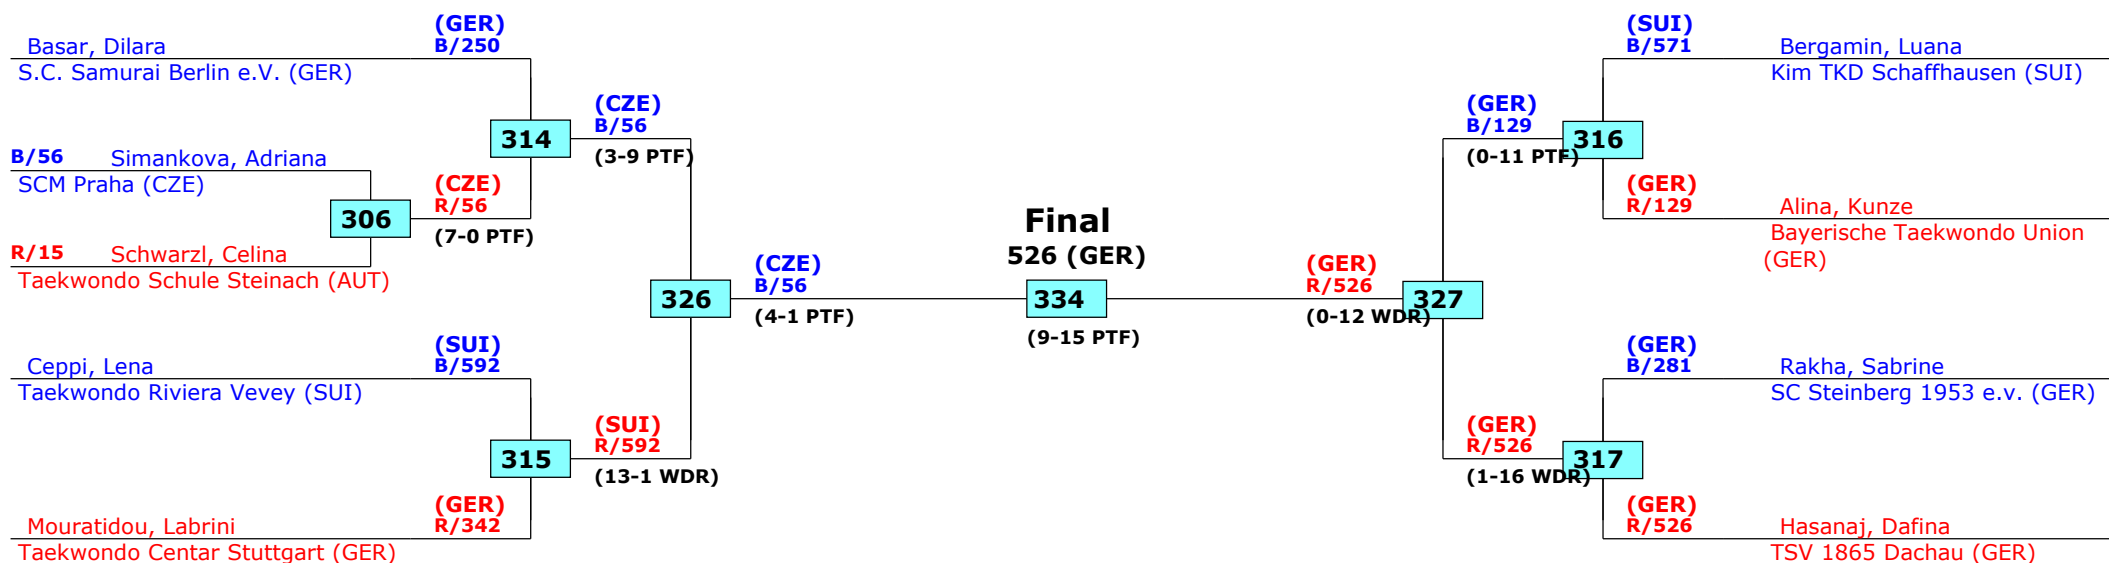 (GER)
B/250
Basar, Dilara
S.C. Samurai Berlin e.V. (GER)
314
B/56 Simankova, Adriana
SCM Praha (CZE)
306
(CZE)
R/56
(7-0 PTF)
R/15 Schwarzl, Celina
Taekwondo Schule Steinach (AUT)
(CZE)
B/56
(3-9 PTF)
326
(SUI)
B/592
Ceppi, Lena
Taekwondo Riviera Vevey (SUI)
315
(SUI)
R/592
(13-1 WDR)
(GER)
R/342
Mouratidou, Labrini
Taekwondo Centar Stuttgart (GER)
(CZE)
B/56
(4-1 PTF)
Final
526 (GER)
334
(9-15 PTF)
(GER)
R/526
(0-12 WDR)
327
(GER)
B/129
(0-11 PTF)
316
(SUI)
B/571
Bergamin, Luana
Kim TKD Schaffhausen (SUI)
(GER)
R/129
Alina, Kunze
Bayerische Taekwondo Union
(GER)
(GER)
B/281
Rakha, Sabrine
SC Steinberg 1953 e.v. (GER)
(GER)
R/526
(1-16 WDR)
317
(GER)
R/526
Hasanaj, Dafina
TSV 1865 Dachau (GER)